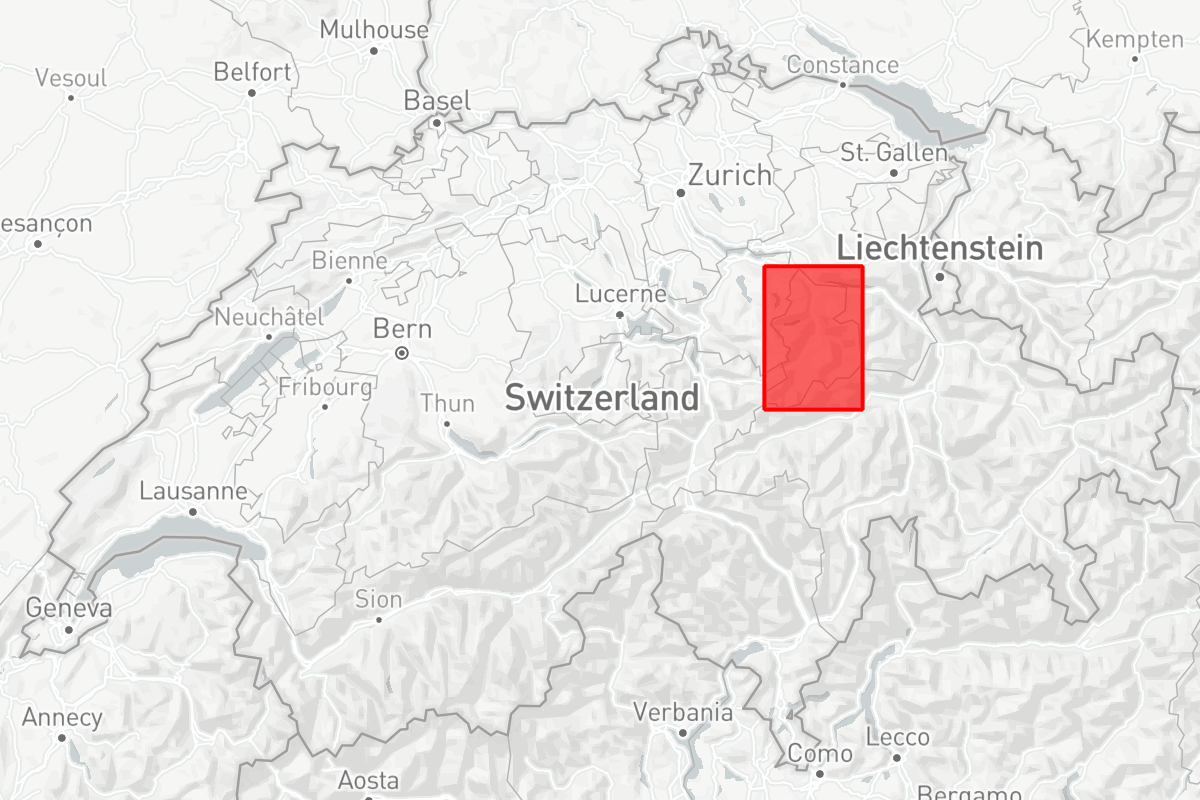 Mulhouse
Kempten
Constance
Vesoul
Belfort
Basel
St. Gallen
Zurich
esançon
Liechtenstein
Bienne
Lucerne
Neuchâtel
Bern
Fribourg
Switzerland
Thun
Lausanne
Geneva
Sion
Annecy
Verbania
Lecco
Como
Aosta
Bergamo